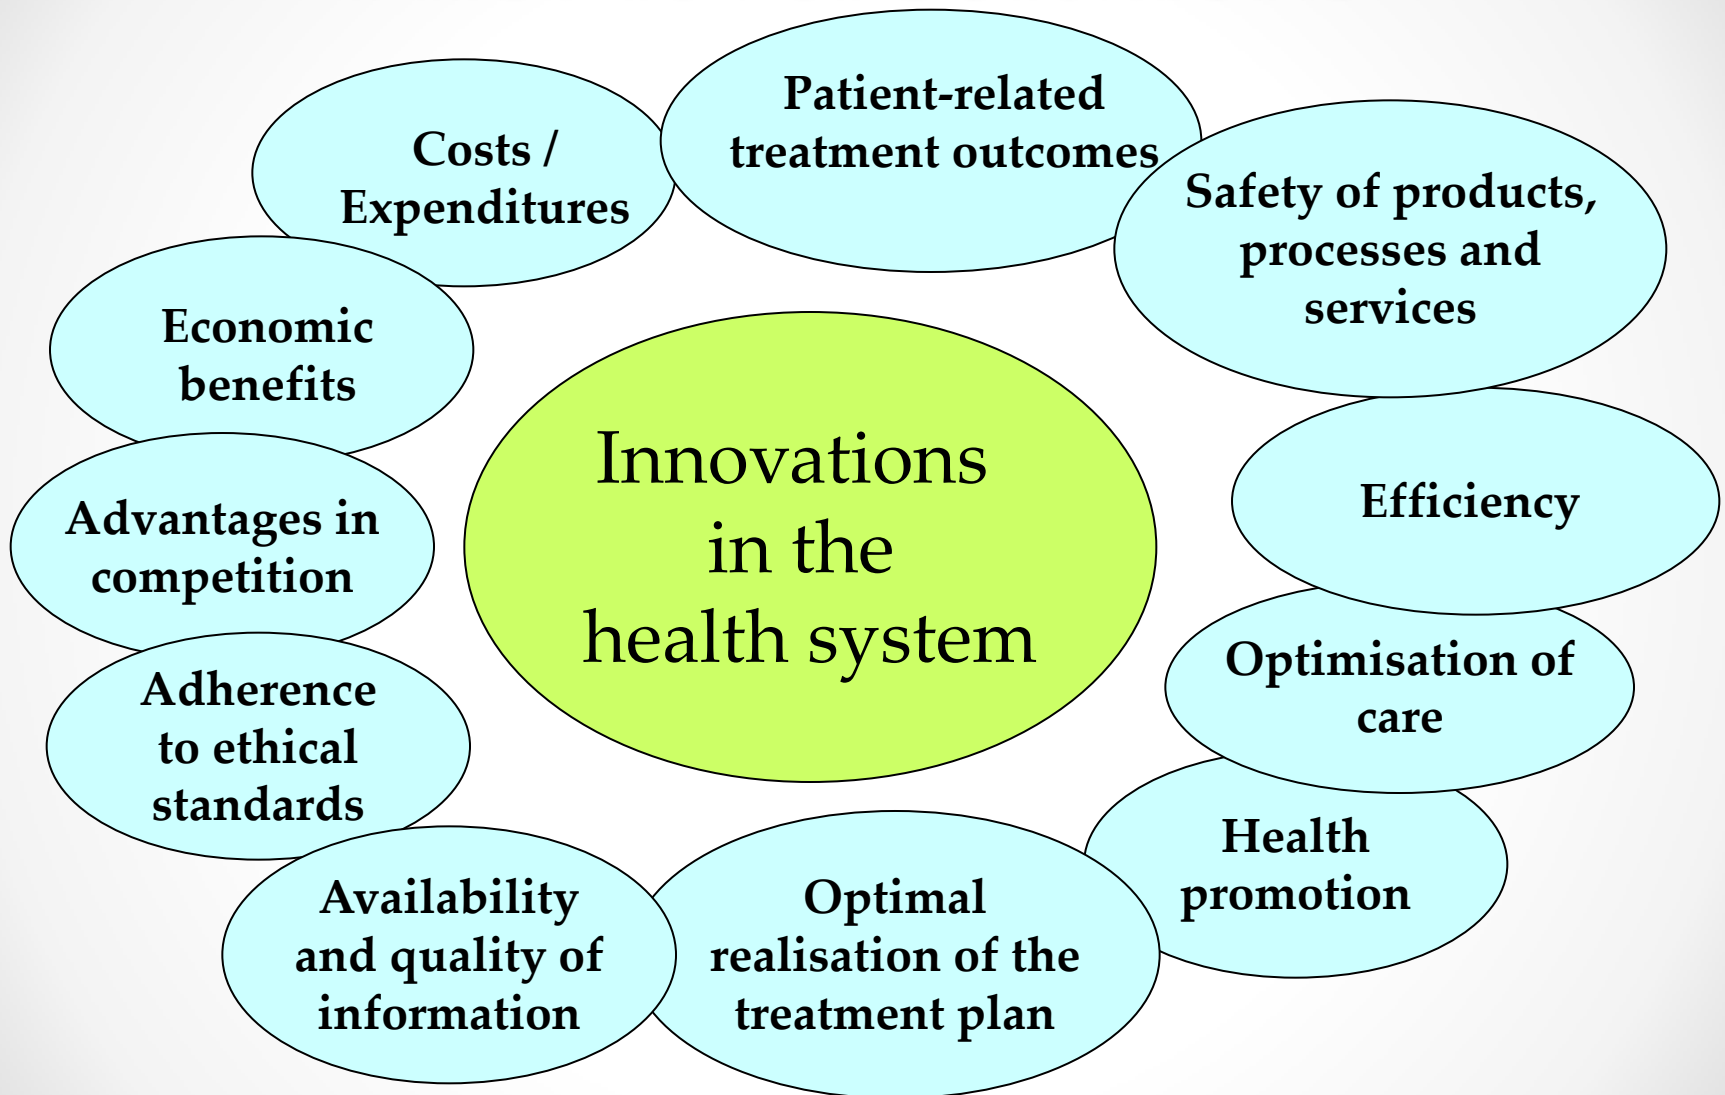 Patient-related
treatment outcomes
Costs /
Expenditures
Safety of products,
processes and
services
Economic
benefits
Innovations
in the
health system
Efficiency
Advantages in
competition
Optimisation of
care
Adherence
to ethical
standards
Health
promotion
Availability
and quality of
information
Optimal
realisation of the
treatment plan